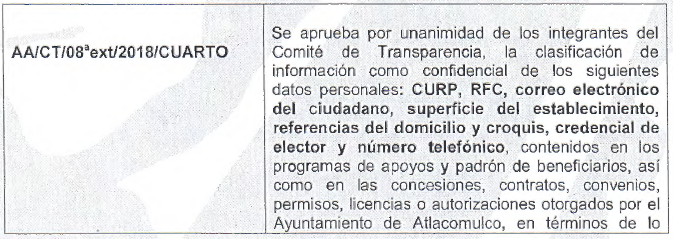 AA/CT/08ªext/2018/CUARTO
Se aprueba por unanimidad de los integrantes del
Comité de Transparencia, la clasificación de
información como confidencial de los siguientes
datos personales: CURP, RFC, correo electrónico
del ciudadano, superficie del establecimiento,
referencias del domicilio y croquis, credencial de
elector y número telefónico, contenidos en los
programas de apoyos y padrón de beneficiarios, así
como en las concesiones, contratos, convenios,
permisos, licencias o autorizaciones otorgados por el
Ayuntamiento de Atlacomulco, en términos de lo